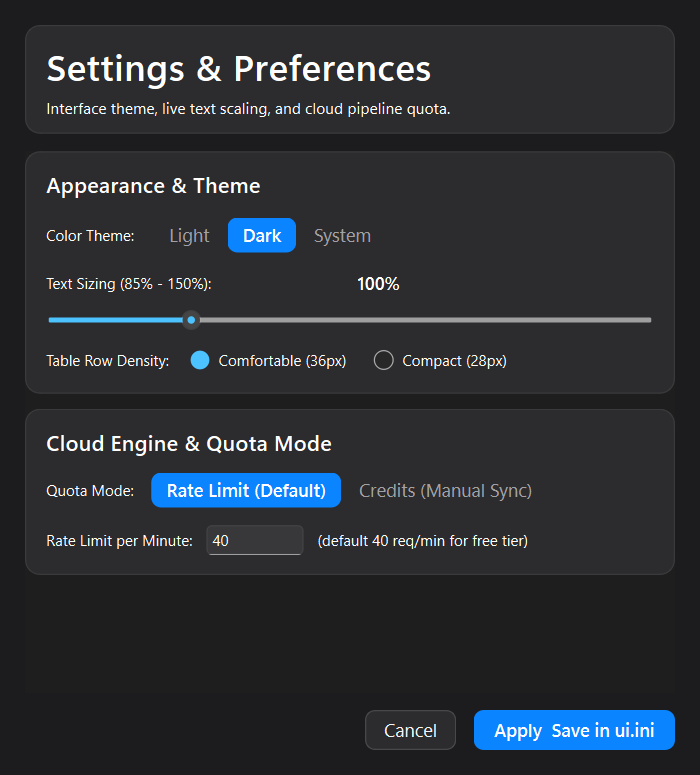 Settings & Preferences
Interface theme, live text scaling, and cloud pipeline quota.
Appearance & Theme
Color Theme: Light Dark System
Text Sizing (85% - 150%): 100%
Table Row Density: Comfortable (36px) Compact (28px)
Cloud Engine & Quota Mode
Quota Mode: Rate Limit (Default) Credits (Manual Sync)
Rate Limit per Minute: 40 (default 40 req/min for free tier)
Cancel Apply  Save in ui.ini